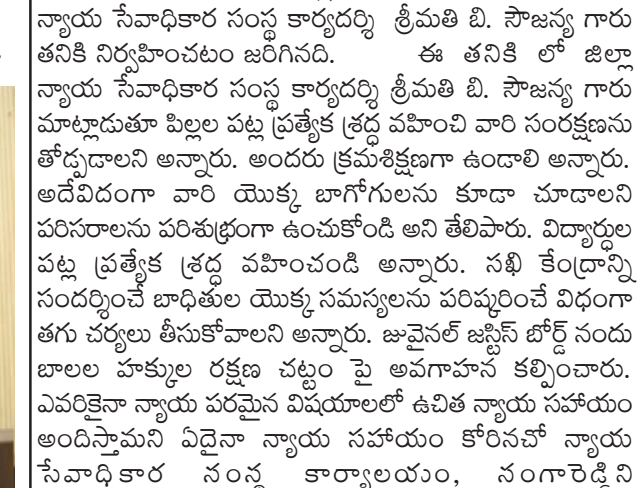 న్యాయ సేవాధికార సంస్థ కార్యదర్శి శ్రీమతి బి. సౌజన్య గారు
తనికి నిర్వహించటం జరిగినది. ఈ తనికి లో జిల్లా
న్యాయ సేవాధికార సంస్థ కార్యదర్శి శ్రీమతి బి. సౌజన్య గారు
మాట్లాడుతూ పిల్లల పట్ల ప్రత్యేక శ్రద్ధ వహించి వారి సంరక్షణను
తోడ్పడాలని అన్నారు. అందరు క్రమశిక్షణగా ఉండాలి అన్నారు.
అదేవిదంగా వారి యొక్క బాగోగులను కూడా చూడాలని
పరిసరాలను పరిశుభ్రంగా ఉంచుకోండి అని తేలిపారు. విద్యార్థుల
పట్ల ప్రత్యేక శ్రద్ధ వహించండి అన్నారు. సఖి కేంద్రాన్ని
సందర్శించే బాధితుల యొక్క సమస్యలను పరిష్కరించే విధంగా
తగు చర్యలు తీసుకోవాలని అన్నారు. జువైనల్ జస్టిస్ బోర్డ్ నందు
బాలల హక్కుల రక్షణ చట్టం పై అవగాహన కల్పించారు.
ఎవరికైనా న్యాయ పరమైన విషయాలలో ఉచిత న్యాయ సహాయం
అందిస్తామని ఏదైనా న్యాయ సహాయం కోరినచో న్యాయ
సేవాధికార కార్యాలయం,